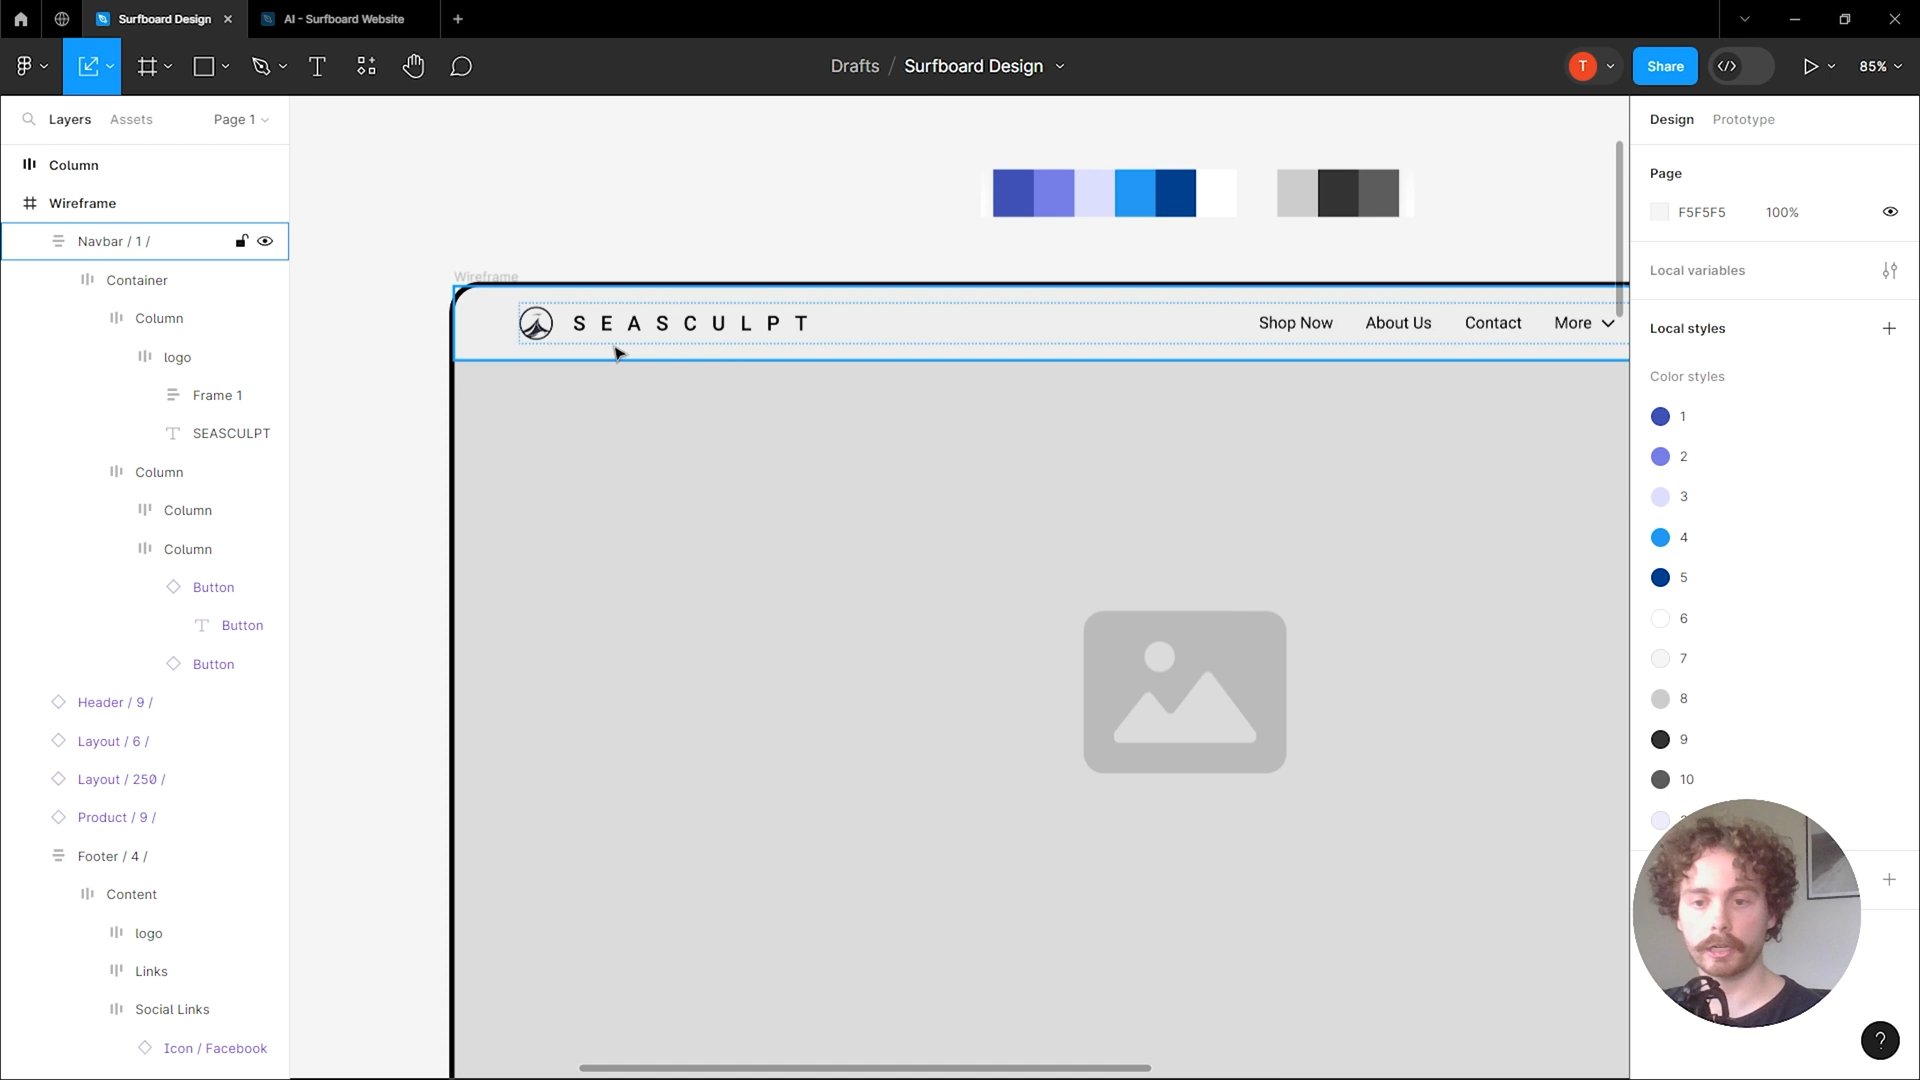 Surfboard Design
AI - Surfboard Website
Drafts / Surfboard Design
T
Share
85%
Layers
Assets
Page 1
Column
Wireframe
Navbar / 1 /
Container
Column
logo
Frame 1
SEASCULPT
Column
Column
Column
Button
Button
Button
Header / 9 /
Layout / 6 /
Layout / 250 /
Product / 9 /
Footer / 4 /
Content
logo
Links
Social Links
Icon / Facebook
Wireframe
SEASCULPT
Shop Now
About Us
Contact
More
Design
Prototype
Page
F5F5F5
100%
Local variables
Local styles
Color styles
1
2
3
4
5
6
7
8
9
10
?